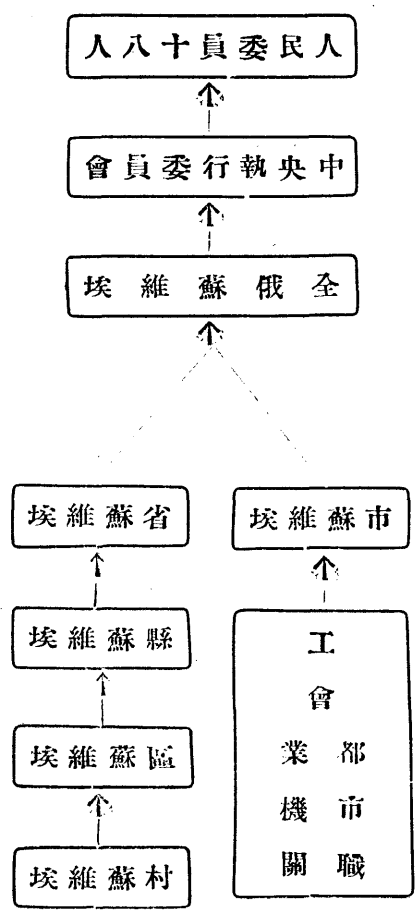 人民委員十八人
中央執行委員會
全俄蘇維埃
省蘇維埃
縣蘇維埃
區蘇維埃
村蘇維埃
市蘇維埃
工會
都市職
業機關